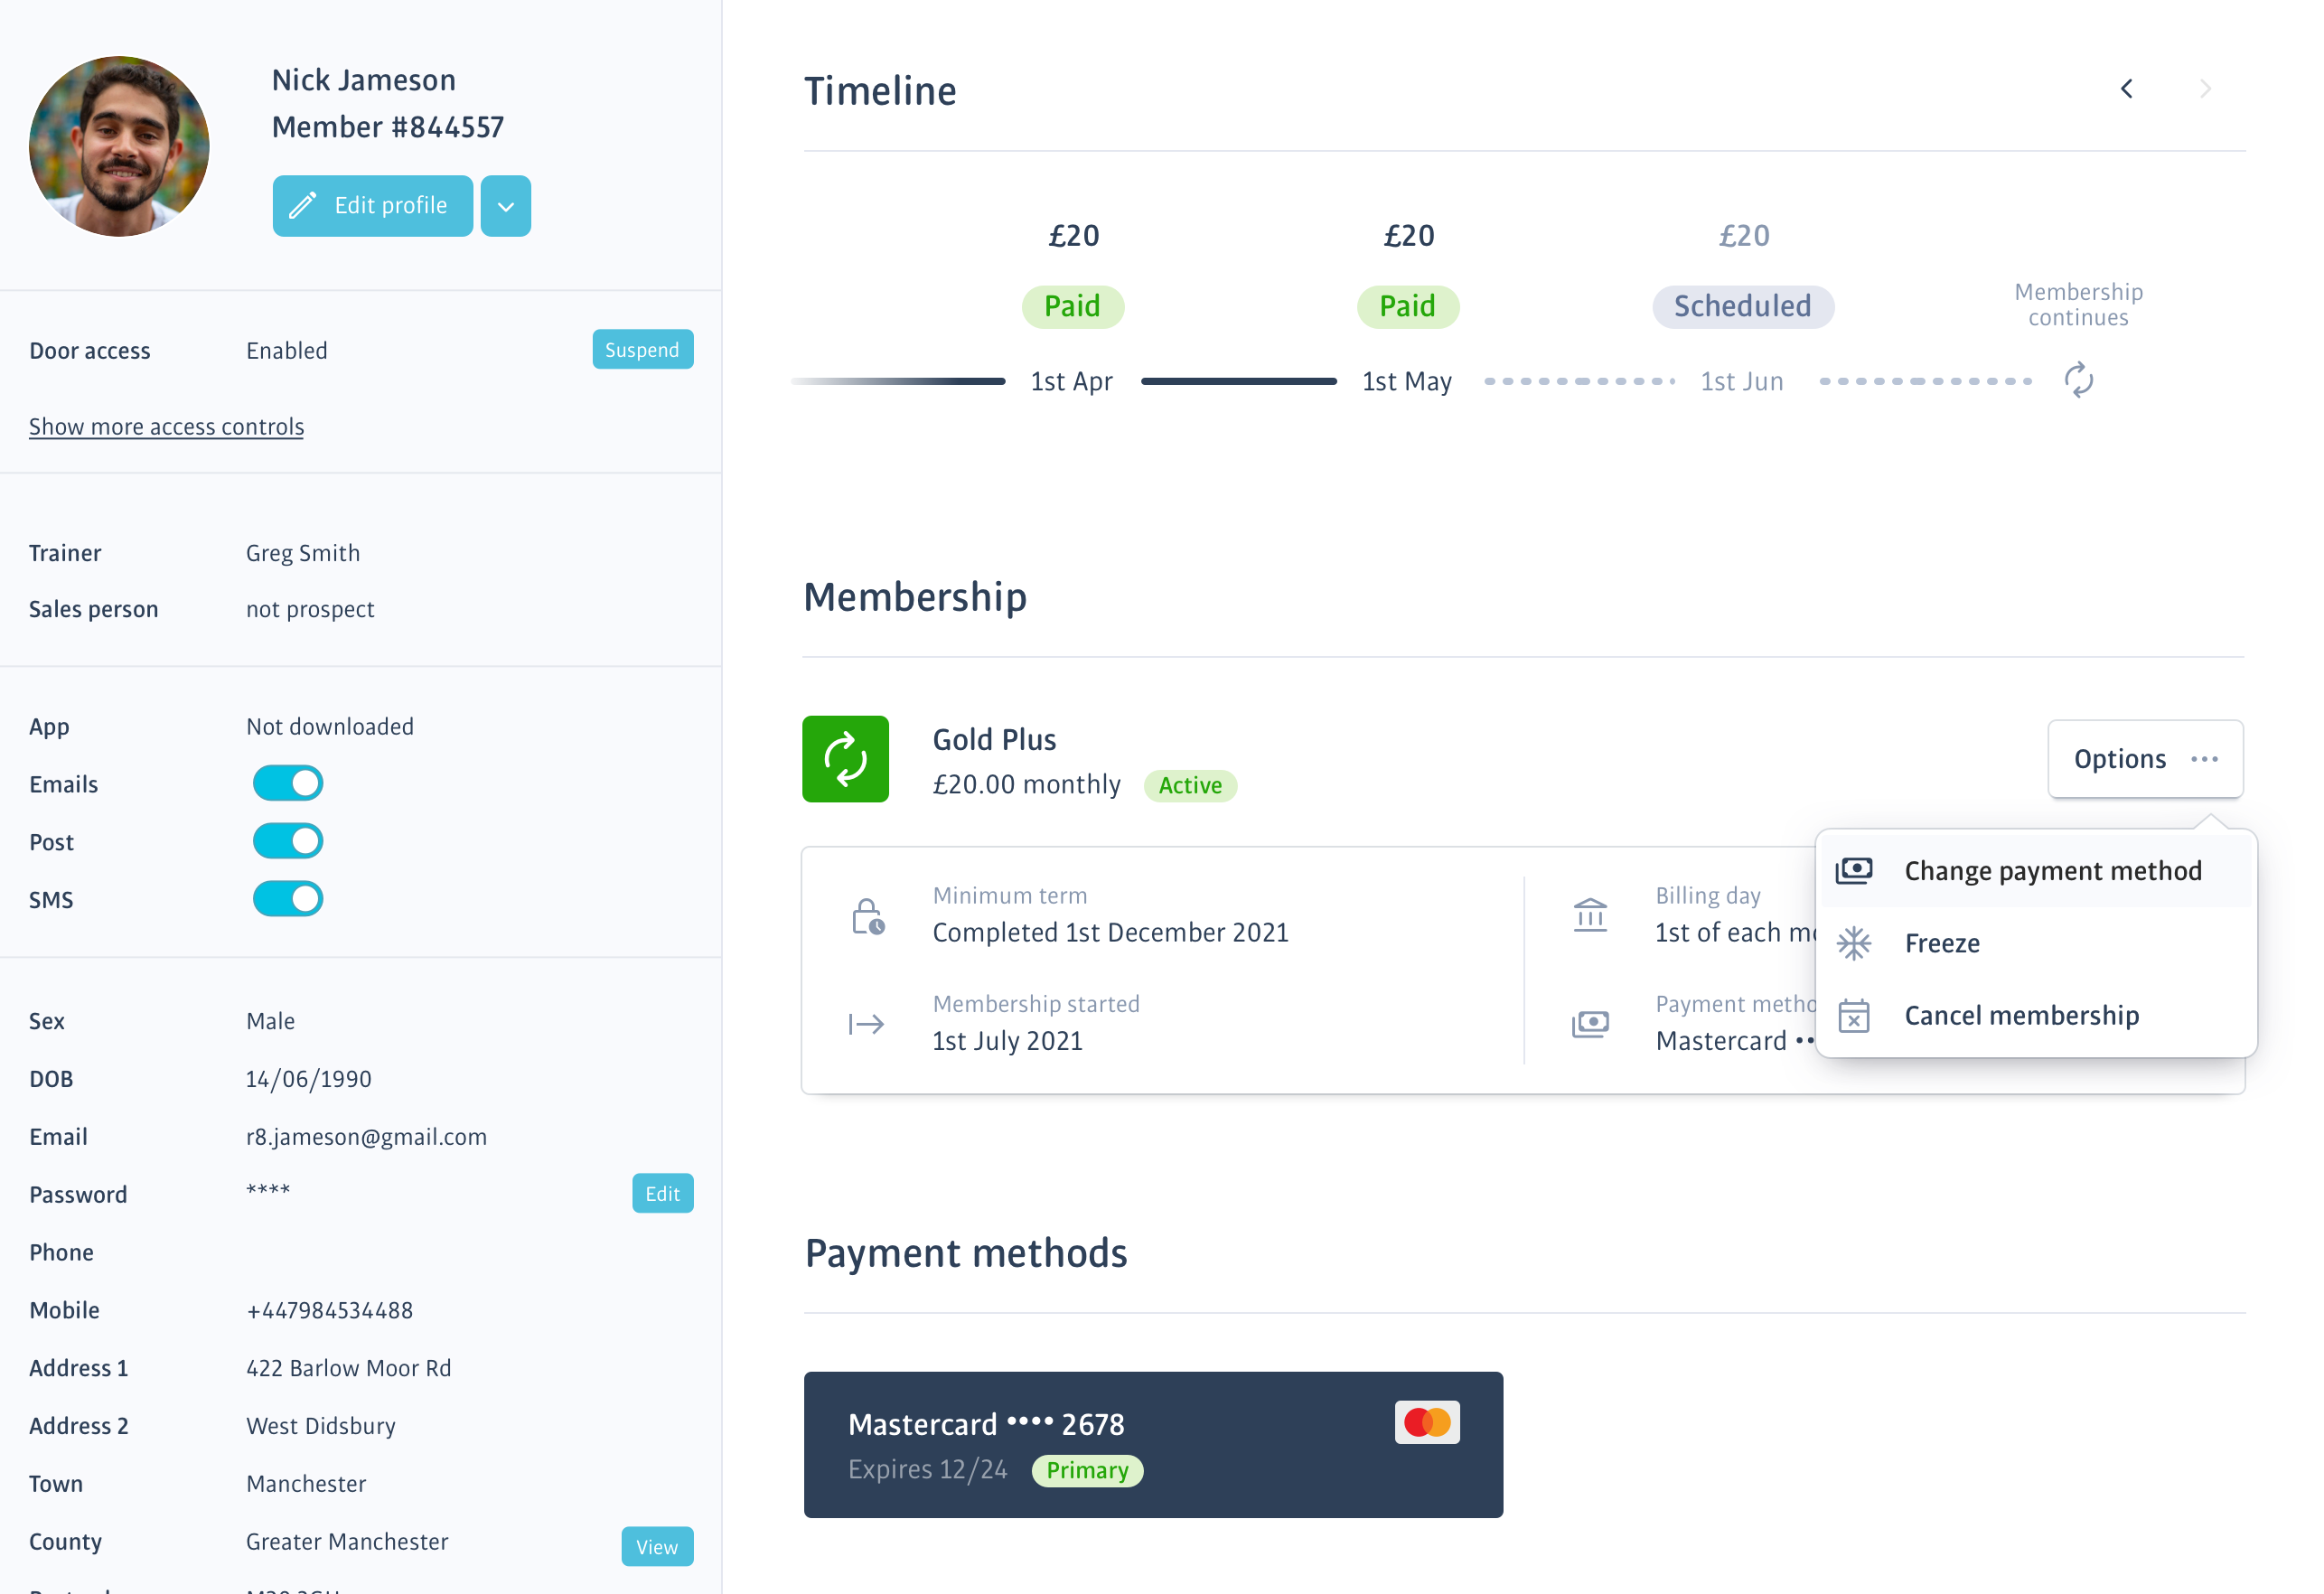 Nick Jameson
Member #844557
Edit profile
Door access Enabled Suspend
Show more access controls
Trainer Greg Smith
Sales person not prospect
App Not downloaded
Emails
Post
SMS
Sex Male
DOB 14/06/1990
Email r8.jameson@gmail.com
Password **** Edit
Phone
Mobile +447984534488
Address 1 422 Barlow Moor Rd
Address 2 West Didsbury
Town Manchester
County Greater Manchester View
Timeline
£20 £20 £20
Paid Paid Scheduled
Membership
continues
1st Apr 1st May 1st Jun
Membership
Gold Plus
£20.00 monthly Active
Options ···
Change payment method
Freeze
Cancel membership
Minimum term
Completed 1st December 2021
Membership started
1st July 2021
Billing day
1st of each
Payment
Mastercard ••
Payment methods
Mastercard •••• 2678
Expires 12/24 Primary